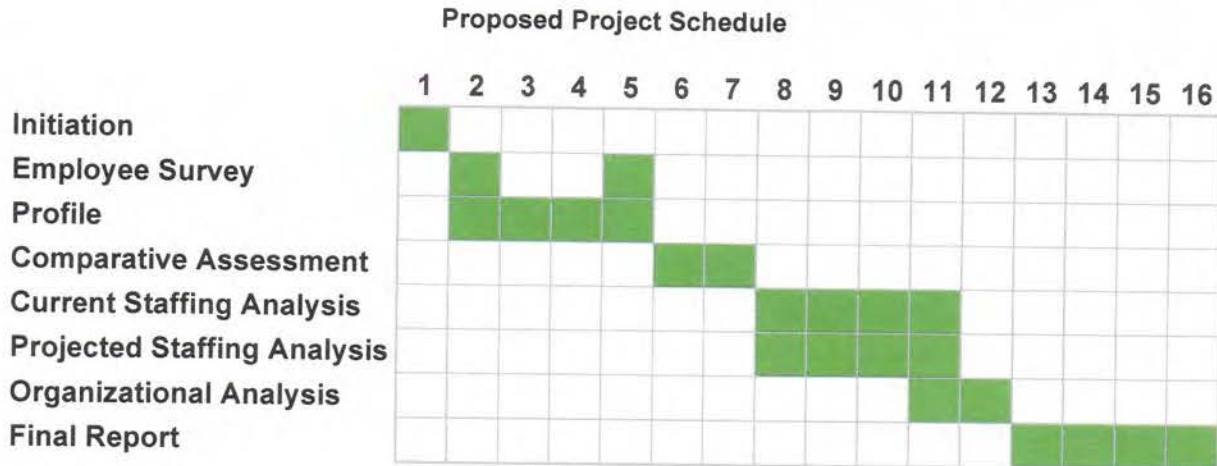 Proposed Project Schedule
1 2 3 4 5 6 7 8 9 10 11 12 13 14 15 16
Initiation
Employee Survey
Profile
Comparative Assessment
Current Staffing Analysis
Projected Staffing Analysis
Organizational Analysis
Final Report